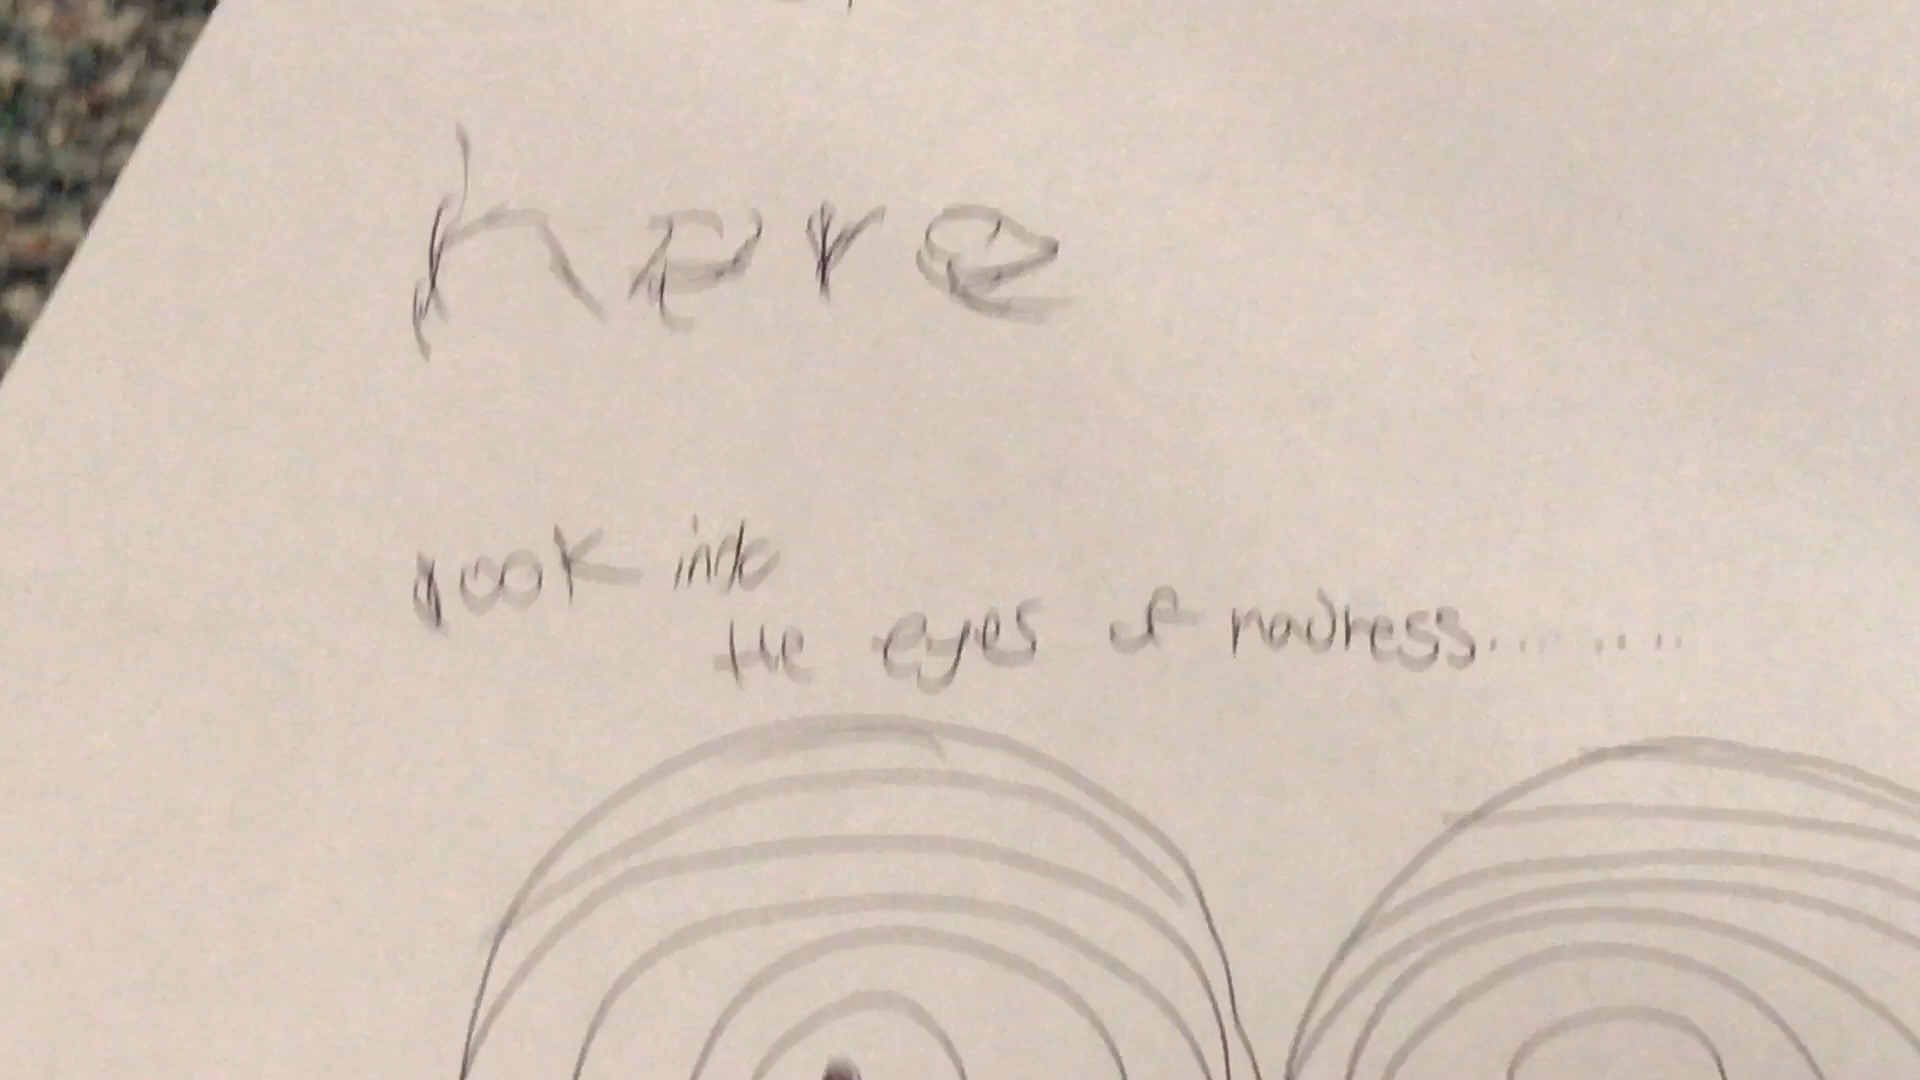 here
look into
the eyes of madness.........